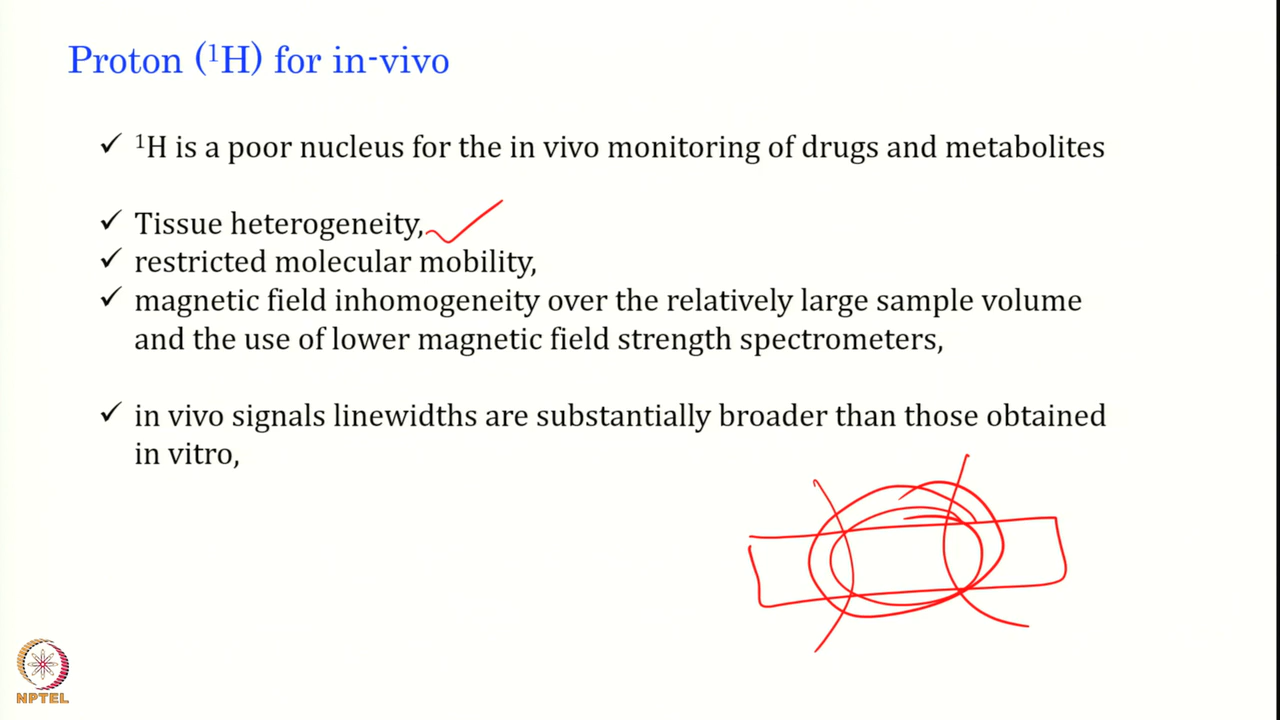 Proton (¹H) for in-vivo
✓ ¹H is a poor nucleus for the in vivo monitoring of drugs and metabolites
✓ Tissue heterogeneity,
✓ restricted molecular mobility,
✓ magnetic field inhomogeneity over the relatively large sample volume
and the use of lower magnetic field strength spectrometers,
✓ in vivo signals linewidths are substantially broader than those obtained
in vitro,
NPTEL